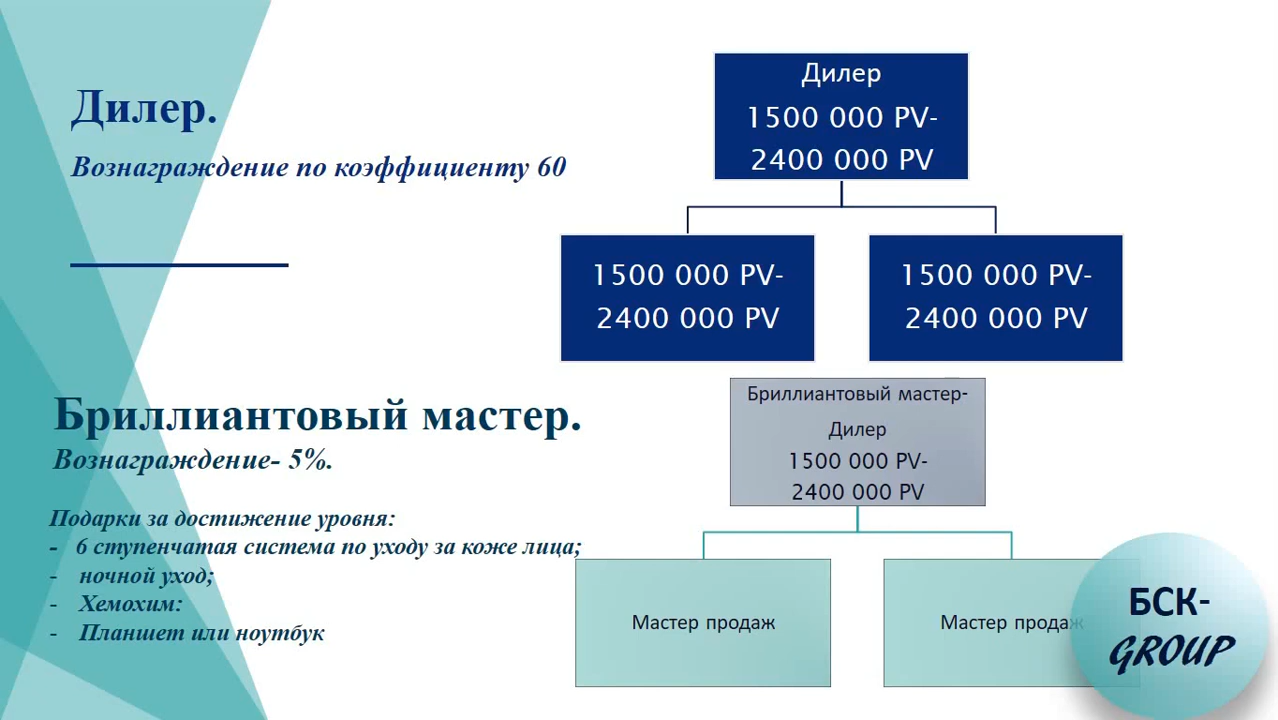 Дилер.
Вознаграждение по коэффициенту 60
Дилер
1500 000 PV-
2400 000 PV
1500 000 PV-
2400 000 PV
1500 000 PV-
2400 000 PV
Бриллиантовый мастер.
Вознаграждение- 5%.
Подарки за достижение уровня:
- 6 ступенчатая система по уходу за коже лица;
- ночной уход;
- Хемохим:
- Планшет или ноутбук
Бриллиантовый мастер-
Дилер
1500 000 PV-
2400 000 PV
Мастер продаж
Мастер продаж
БСК-
GROUP